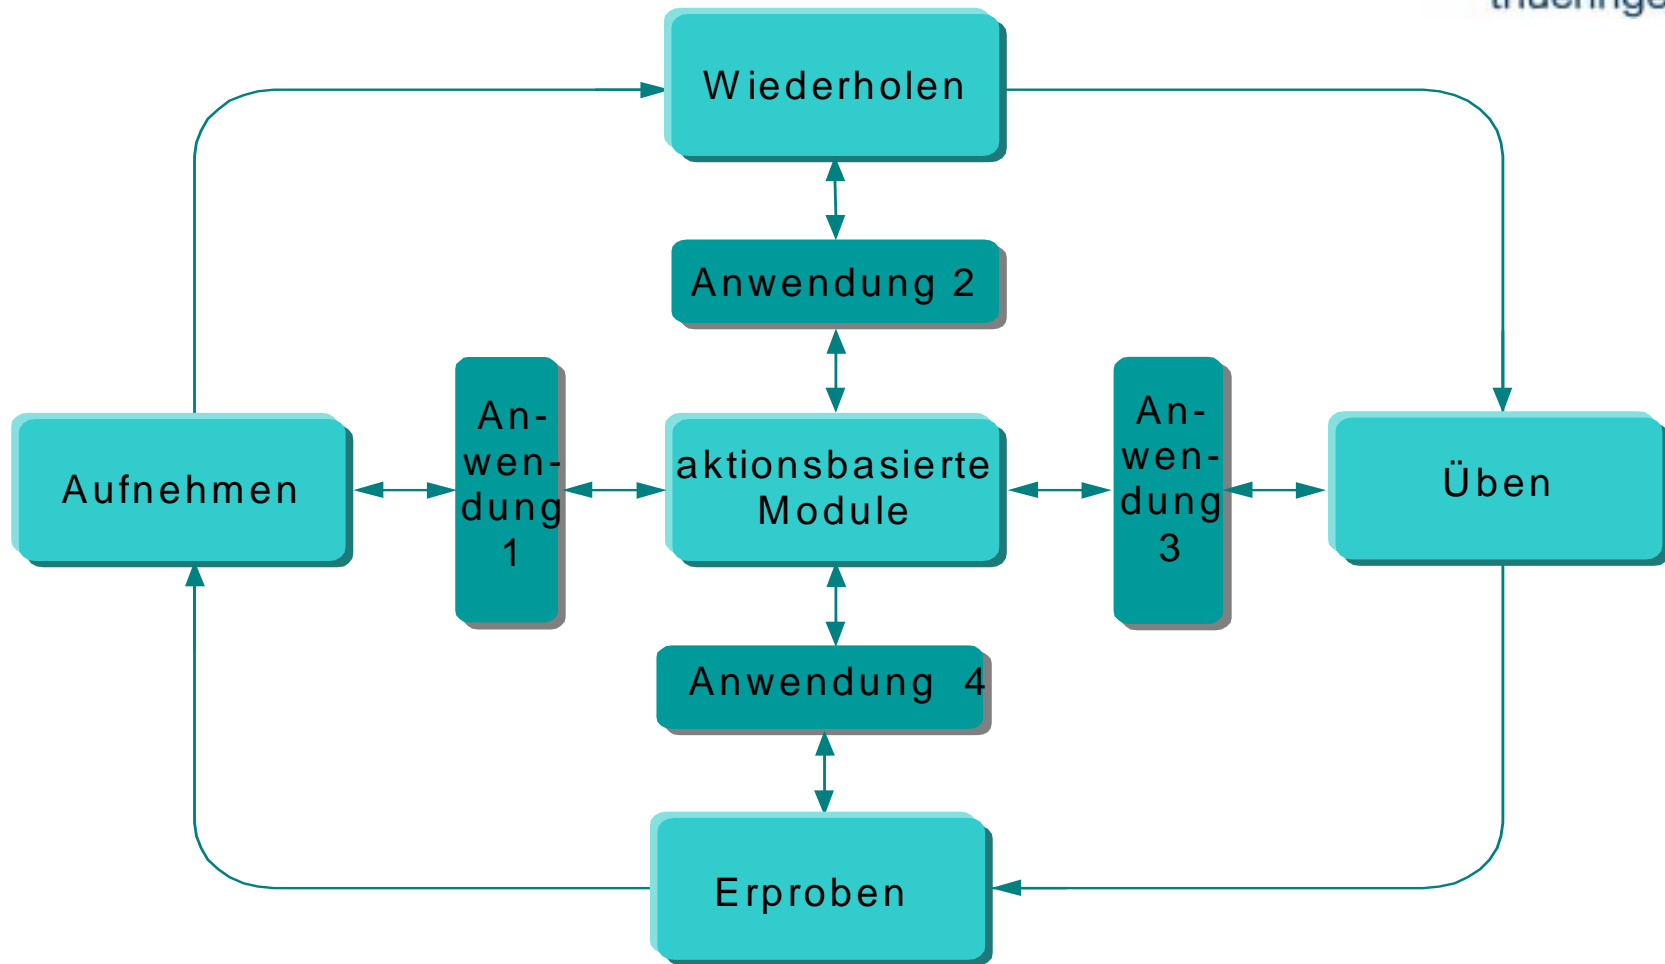 Wiederholen
Anwendung 2
An-
wen-
dung
1
An-
wen-
dung
3
Aufnehmen
aktionsbasierte
Module
Üben
Anwendung 4
Erproben